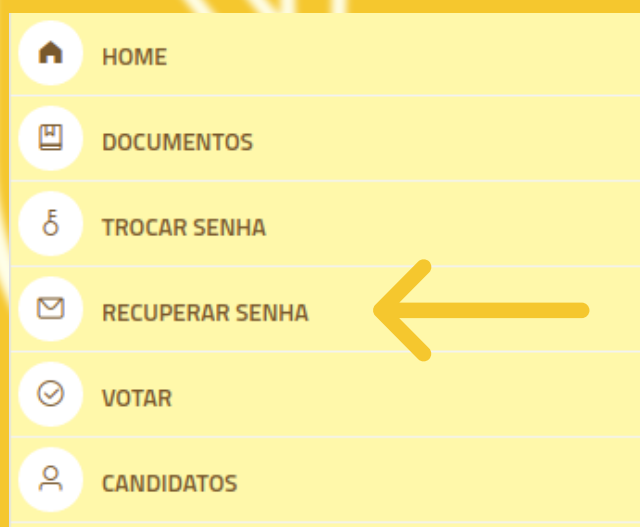 HOME
DOCUMENTOS
TROCAR SENHA
RECUPERAR SENHA
VOTAR
CANDIDATOS